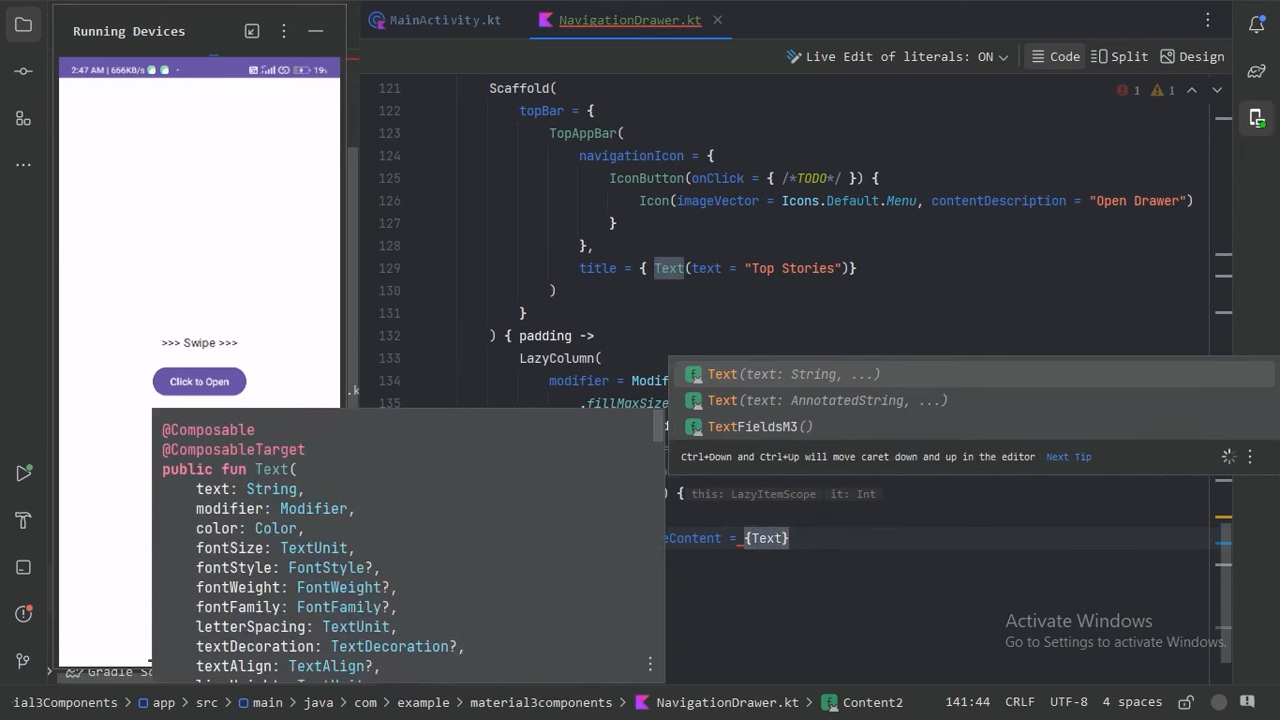 Running Devices
MainActivity.kt
NavigationDrawer.kt
Live Edit of literals: ON
Code
Split
Design
2:47 AM | 666KB/s
19%
>>> Swipe >>>
Click to Open
121 Scaffold(
122 topBar = {
123 TopAppBar(
124 navigationIcon = {
125 IconButton(onClick = { /*TODO*/ }) {
126 Icon(imageVector = Icons.Default.Menu, contentDescription = "Open Drawer")
127 }
128 },
129 title = { Text(text = "Top Stories")}
130 )
131 }
132 ) { padding ->
133 LazyColumn(
134 modifier = Modif
135 .fillMaxSize
1
1
Text(text: String, ...)
Text(text: AnnotatedString, ...)
TextFieldsM3()
Ctrl+Down and Ctrl+Up will move caret down and up in the editor Next Tip
) { this: LazyItemScope it: Int
eContent = {Text}
@Composable
@ComposableTarget
public fun Text(
text: String,
modifier: Modifier,
color: Color,
fontSize: TextUnit,
fontStyle: FontStyle?,
fontWeight: FontWeight?,
fontFamily: FontFamily?,
letterSpacing: TextUnit,
textDecoration: TextDecoration?,
textAlign: TextAlign?,
Activate Windows
Go to Settings to activate Windows.
ial3Components > app > src > main > java > com > example > material3components > NavigationDrawer.kt > Content2
141:44 CRLF UTF-8 4 spaces